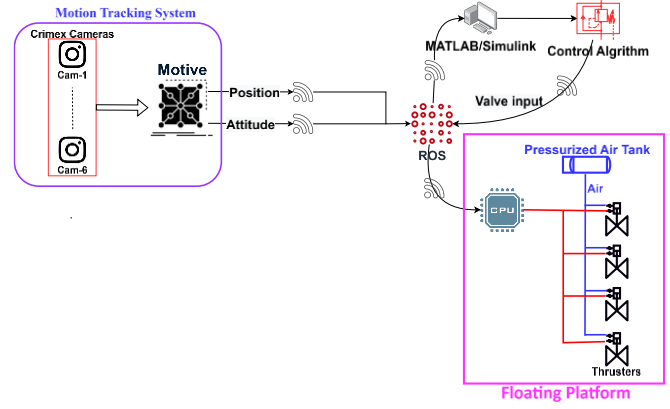 Motion Tracking System
Crimex Cameras
Cam-1
Cam-6
Motive
Position
Attitude
MATLAB/Simulink
Control Algrithm
Valve input
ROS
Pressurized Air Tank
Air
CPU
Thrusters
Floating Platform